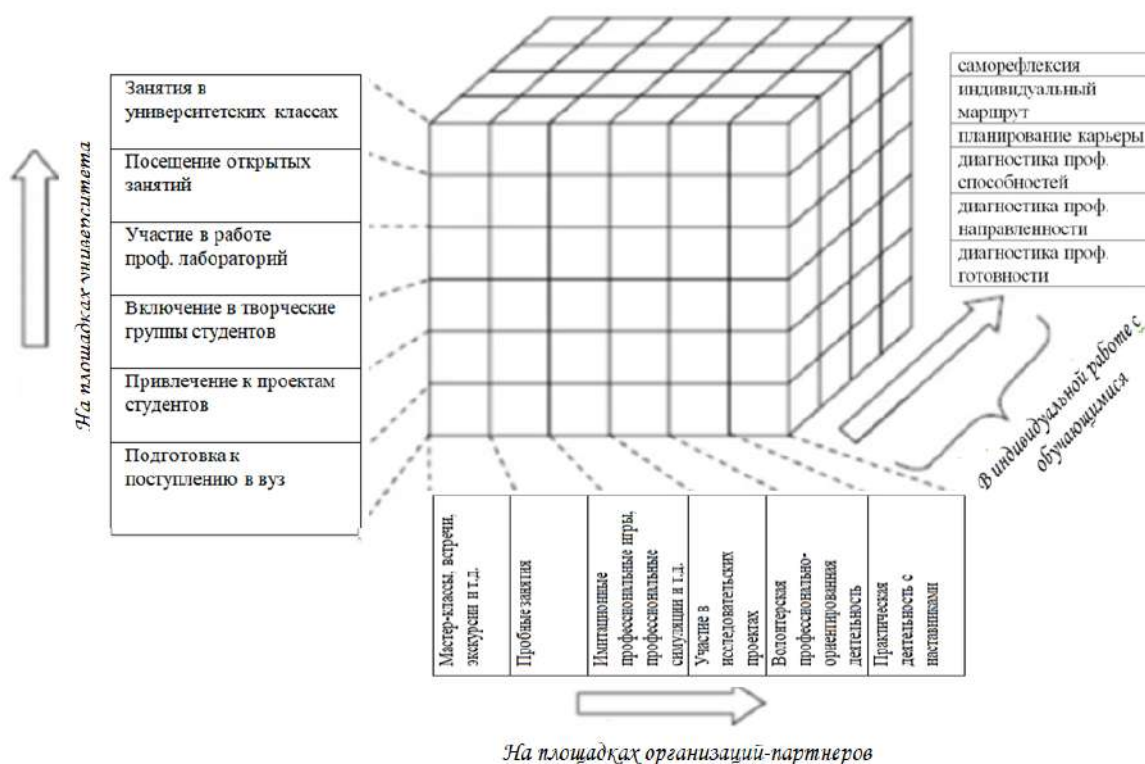 Занятия в
университетских классах
Посещение открытых
занятий
Участие в работе
проф. лабораторий
Включение в творческие
группы студентов
Привлечение к проектам
студентов
Подготовка к
поступлению в вуз
На площадках университета
саморефлексия
индивидуальный
маршрут
планирование карьеры
диагностика проф.
способностей
диагностика проф.
направленности
диагностика проф.
готовности
В индивидуальной работе с
обучающимися
Мастер-классы, встречи,
экскурсии и т.д.
Пробные занятия
Имитационные
профессиональные игры,
профессиональные
симуляции и т.д.
Участие в
исследовательских
проектах
Волонтерская
профессионально-
ориентированная
деятельность
Практическая
деятельность с
наставниками
На площадках организаций-партнеров